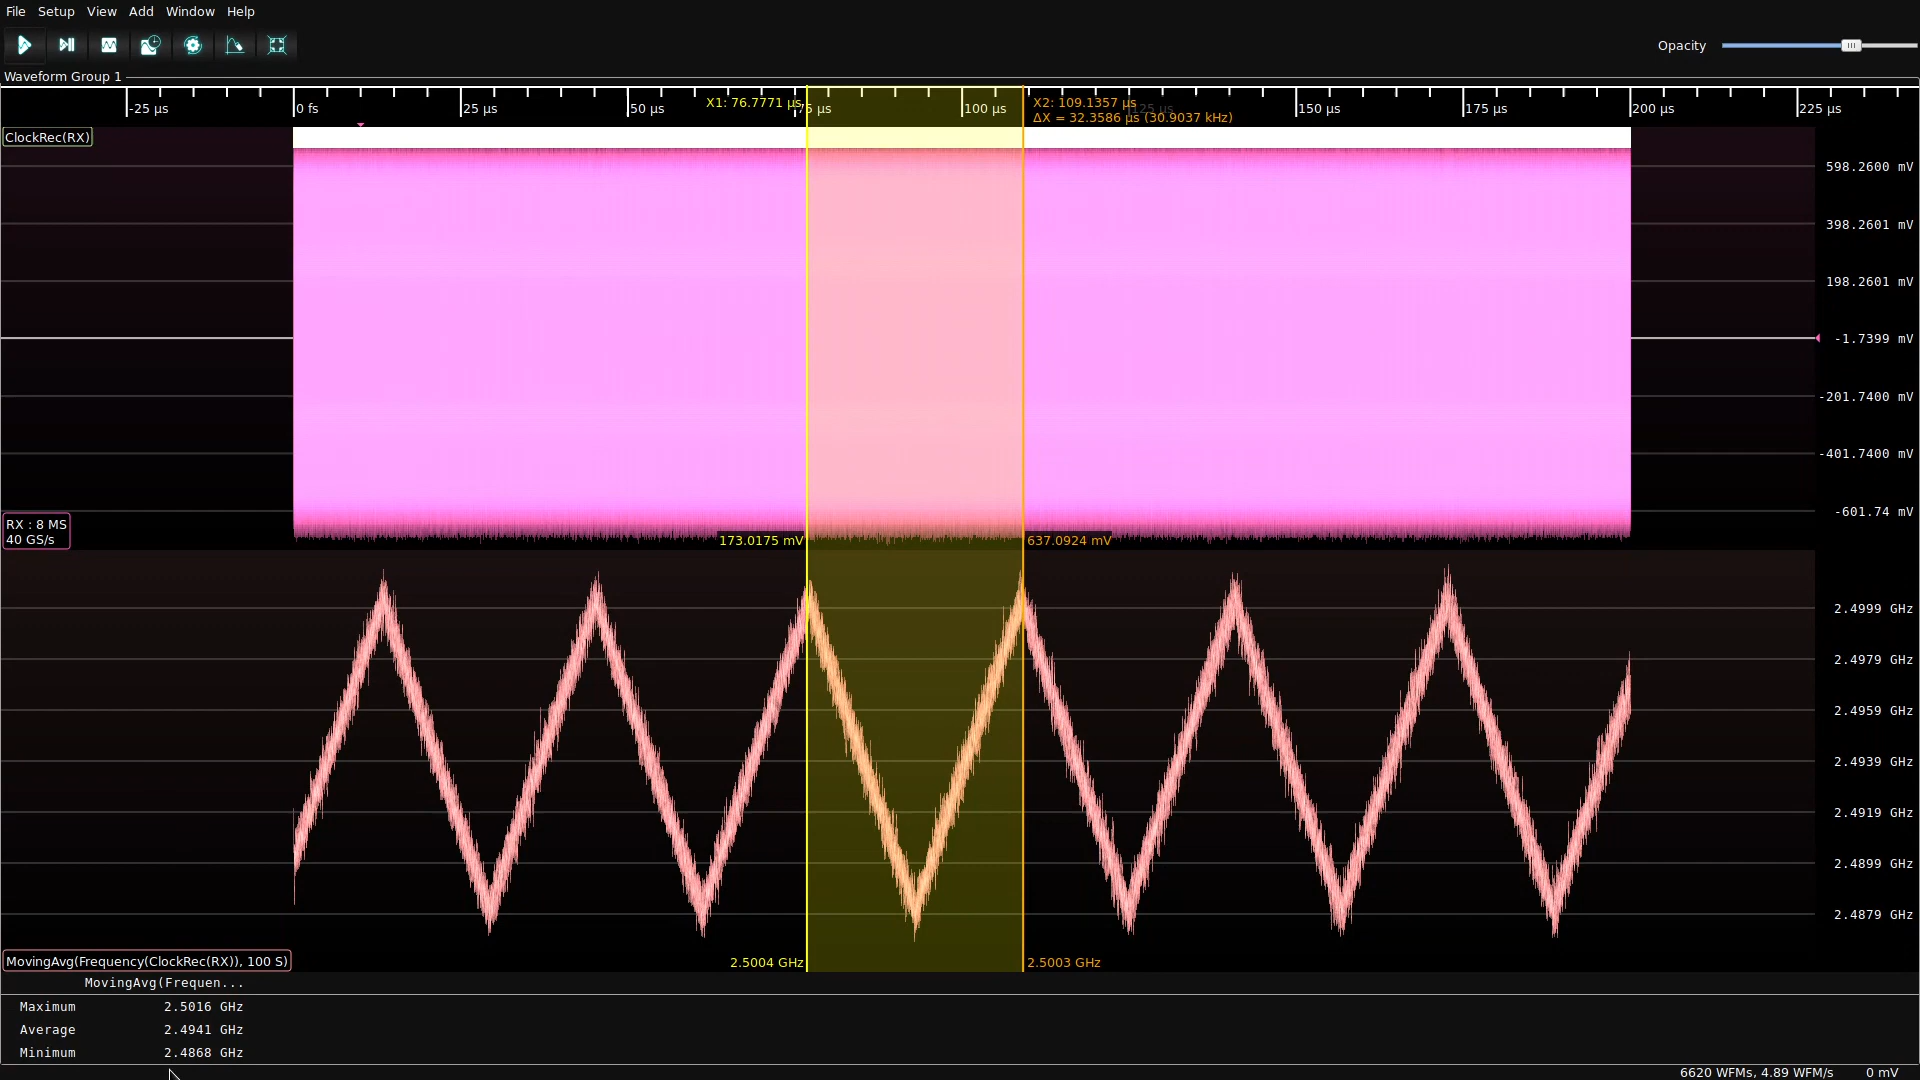 File Setup View Add Window Help
Opacity
Waveform Group 1
-25 µs 0 fs 25 µs 50 µs X1: 76.7771 µs 75 µs 100 µs X2: 109.1357 µs 125 µs 150 µs 175 µs 200 µs 225 µs
ΔX = 32.3586 µs (30.9037 kHz)
ClockRec(RX)
598.2600 mV
398.2601 mV
198.2601 mV
-1.7399 mV
-201.7400 mV
-401.7400 mV
-601.74 mV
RX : 8 MS
40 GS/s
173.0175 mV 637.0924 mV
2.4999 GHz
2.4979 GHz
2.4959 GHz
2.4939 GHz
2.4919 GHz
2.4899 GHz
2.4879 GHz
MovingAvg(Frequency(ClockRec(RX)), 100 S) 2.5004 GHz 2.5003 GHz
MovingAvg(Frequen...
Maximum 2.5016 GHz
Average 2.4941 GHz
Minimum 2.4868 GHz
6620 WFMs, 4.89 WFM/s 0 mV